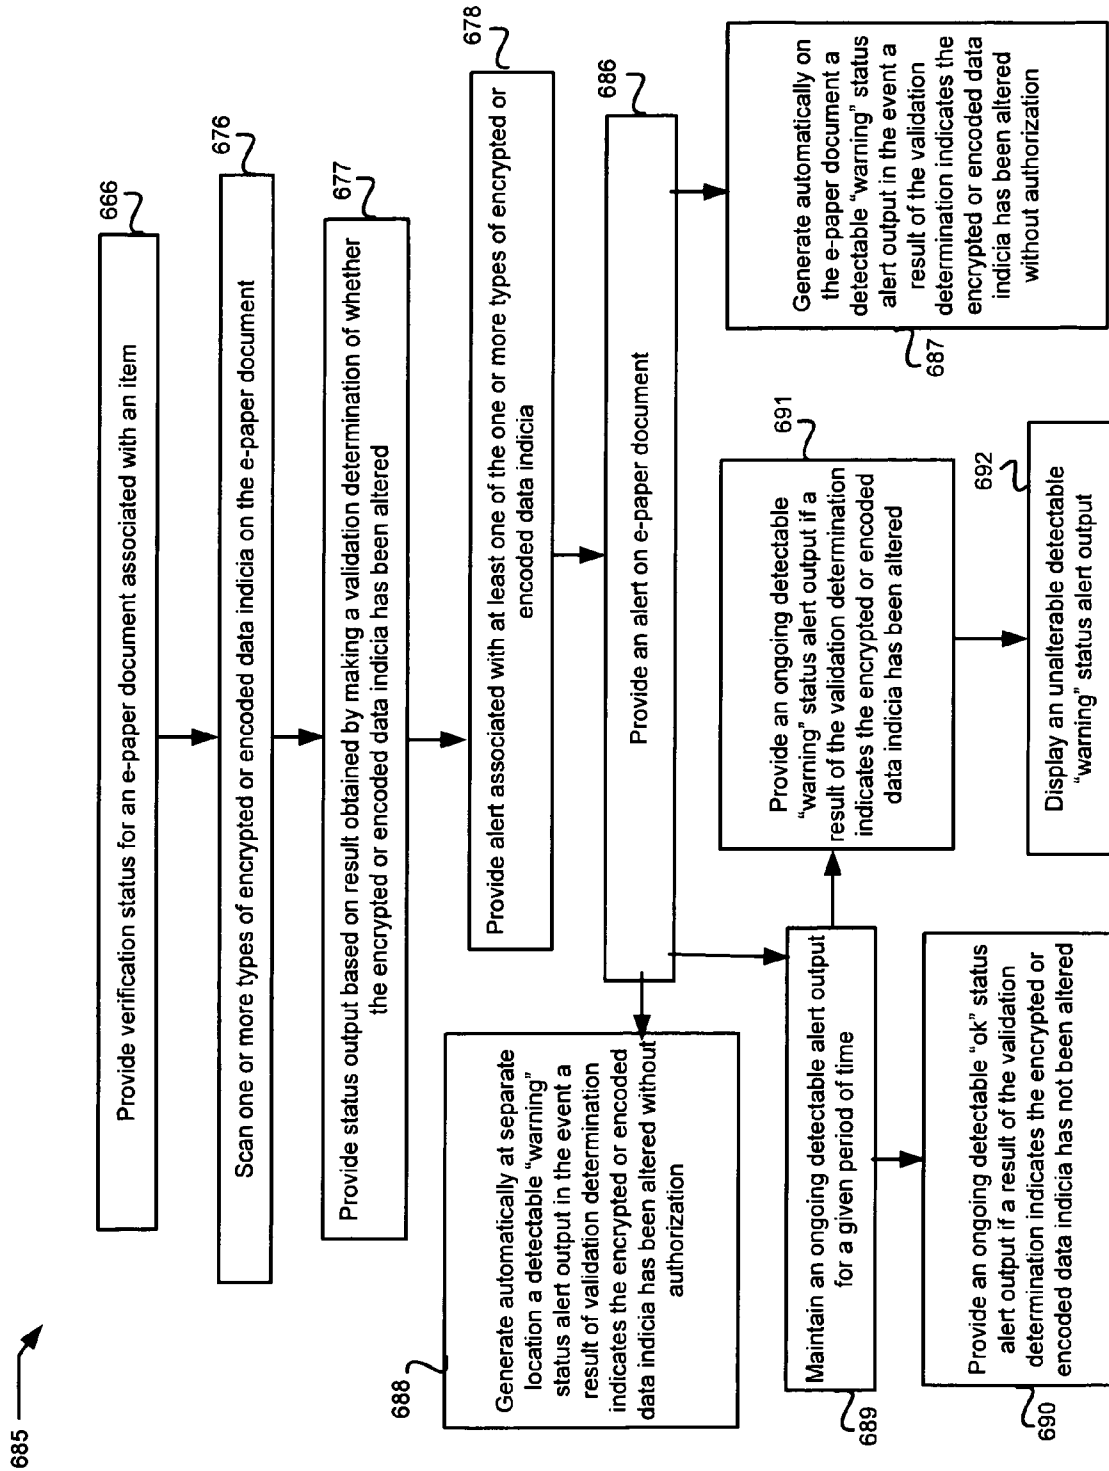 685
666
Provide verification status for an e-paper document associated with an item
676
Scan one or more types of encrypted or encoded data indicia on the e-paper document
677
Provide status output based on result obtained by making a validation determination of whether
the encrypted or encoded data indicia has been altered
678
Provide alert associated with at least one of the one or more types of encrypted or
encoded data indicia
686
Provide an alert on e-paper document
688
Generate automatically at separate
location a detectable “warning”
status alert output in the event a
result of validation determination
indicates the encrypted or encoded
data indicia has been altered without
authorization
687
Generate automatically on
the e-paper document a
detectable “warning” status
alert output in the event a
result of the validation
determination indicates the
encrypted or encoded data
indicia has been altered
without authorization
689
Maintain an ongoing detectable alert output
for a given period of time
691
Provide an ongoing detectable
“warning” status alert output if a
result of the validation determination
indicates the encrypted or encoded
data indicia has been altered
690
Provide an ongoing detectable “ok” status
alert output if a result of the validation
determination indicates the encrypted or
encoded data indicia has not been altered
692
Display an unalterable detectable
“warning” status alert output